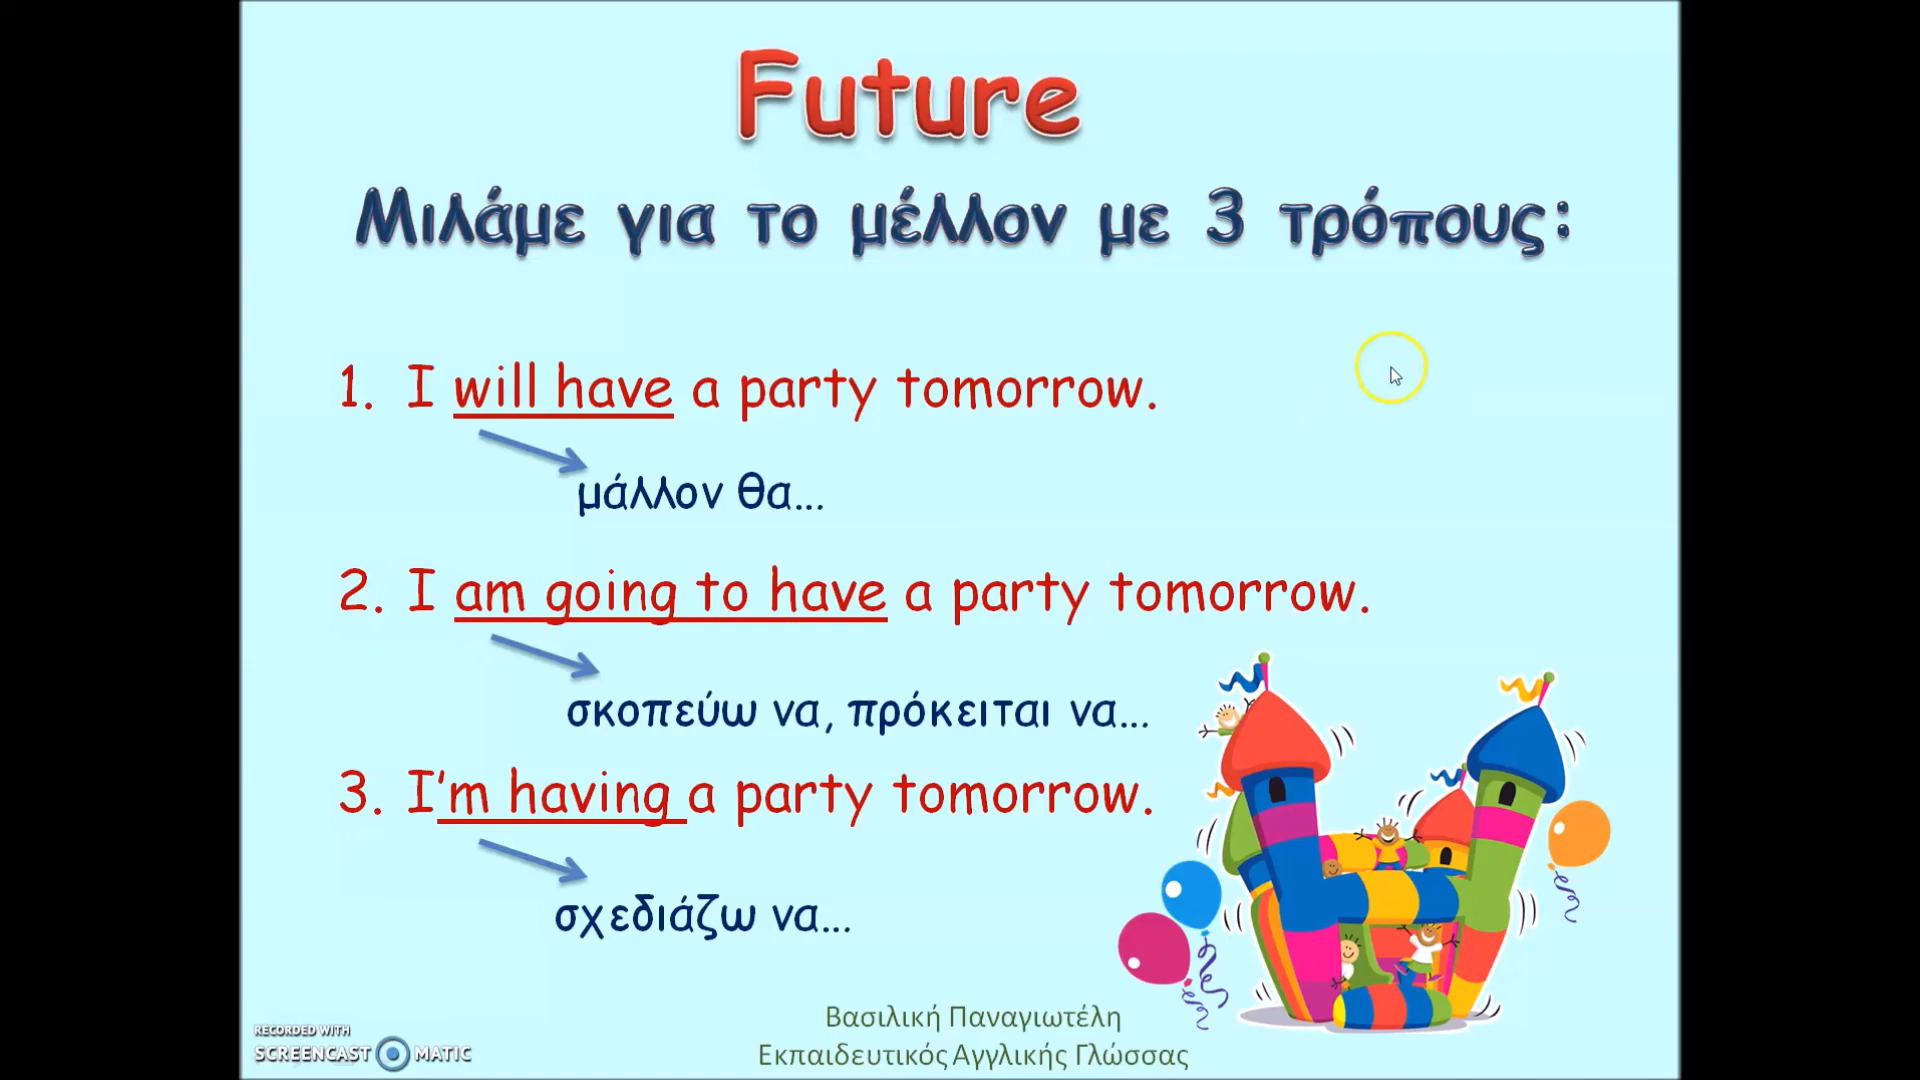 Future
Μιλάμε για το μέλλον με 3 τρόπους:
1. I will have a party tomorrow.
μάλλον θα...
2. I am going to have a party tomorrow.
σκοπεύω να, πρόκειται να...
3. I'm having a party tomorrow.
σχεδιάζω να...
Βασιλική Παναγιωτέλη
Εκπαιδευτικός Αγγλικής Γλώσσας
RECORDED WITH
SCREENCAST MATIC